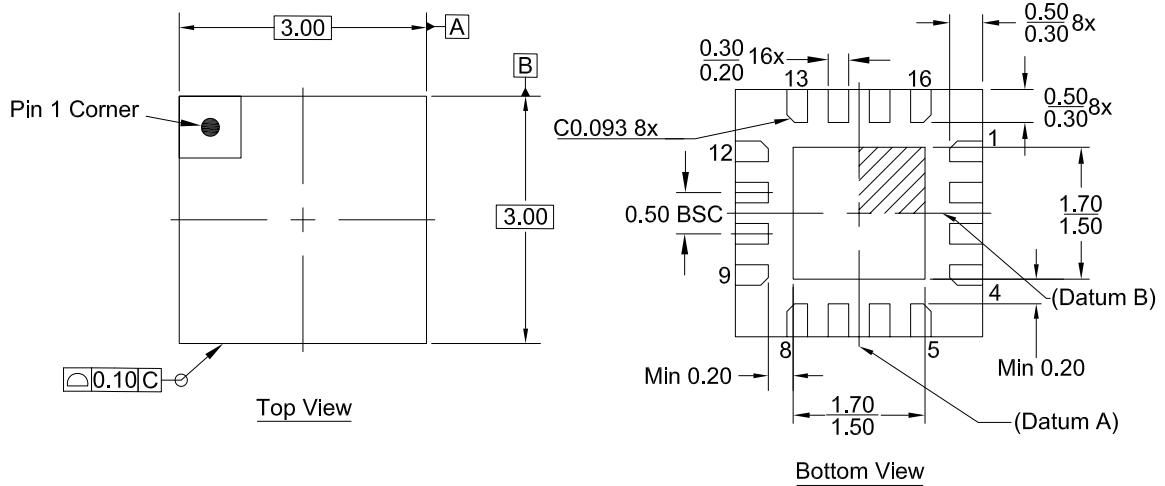 3.00
A
B
Pin 1 Corner
3.00
0.10 C
Top View
0.50
0.30 8x
0.30
0.20 16x
13
16
0.50
0.30 8x
C0.093 8x
12
1
0.50 BSC
1.70
1.50
9
4
(Datum B)
8
5
Min 0.20
Min 0.20
1.70
1.50
(Datum A)
Bottom View